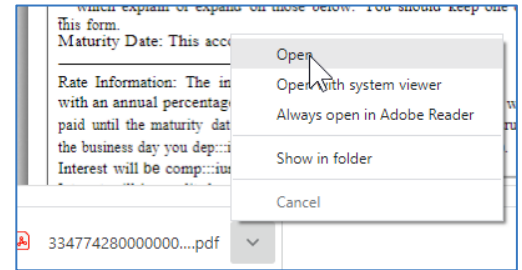 which explain or expand on those below. You should keep one
this form.
Maturity Date: This acco
Rate Information: The in
with an annual percentag
paid until the maturity dat
the business day you dep:::i
Interest will be comp:::ius
Open
Open with system viewer
Always open in Adobe Reader
Show in folder
Cancel
334774280000000....pdf